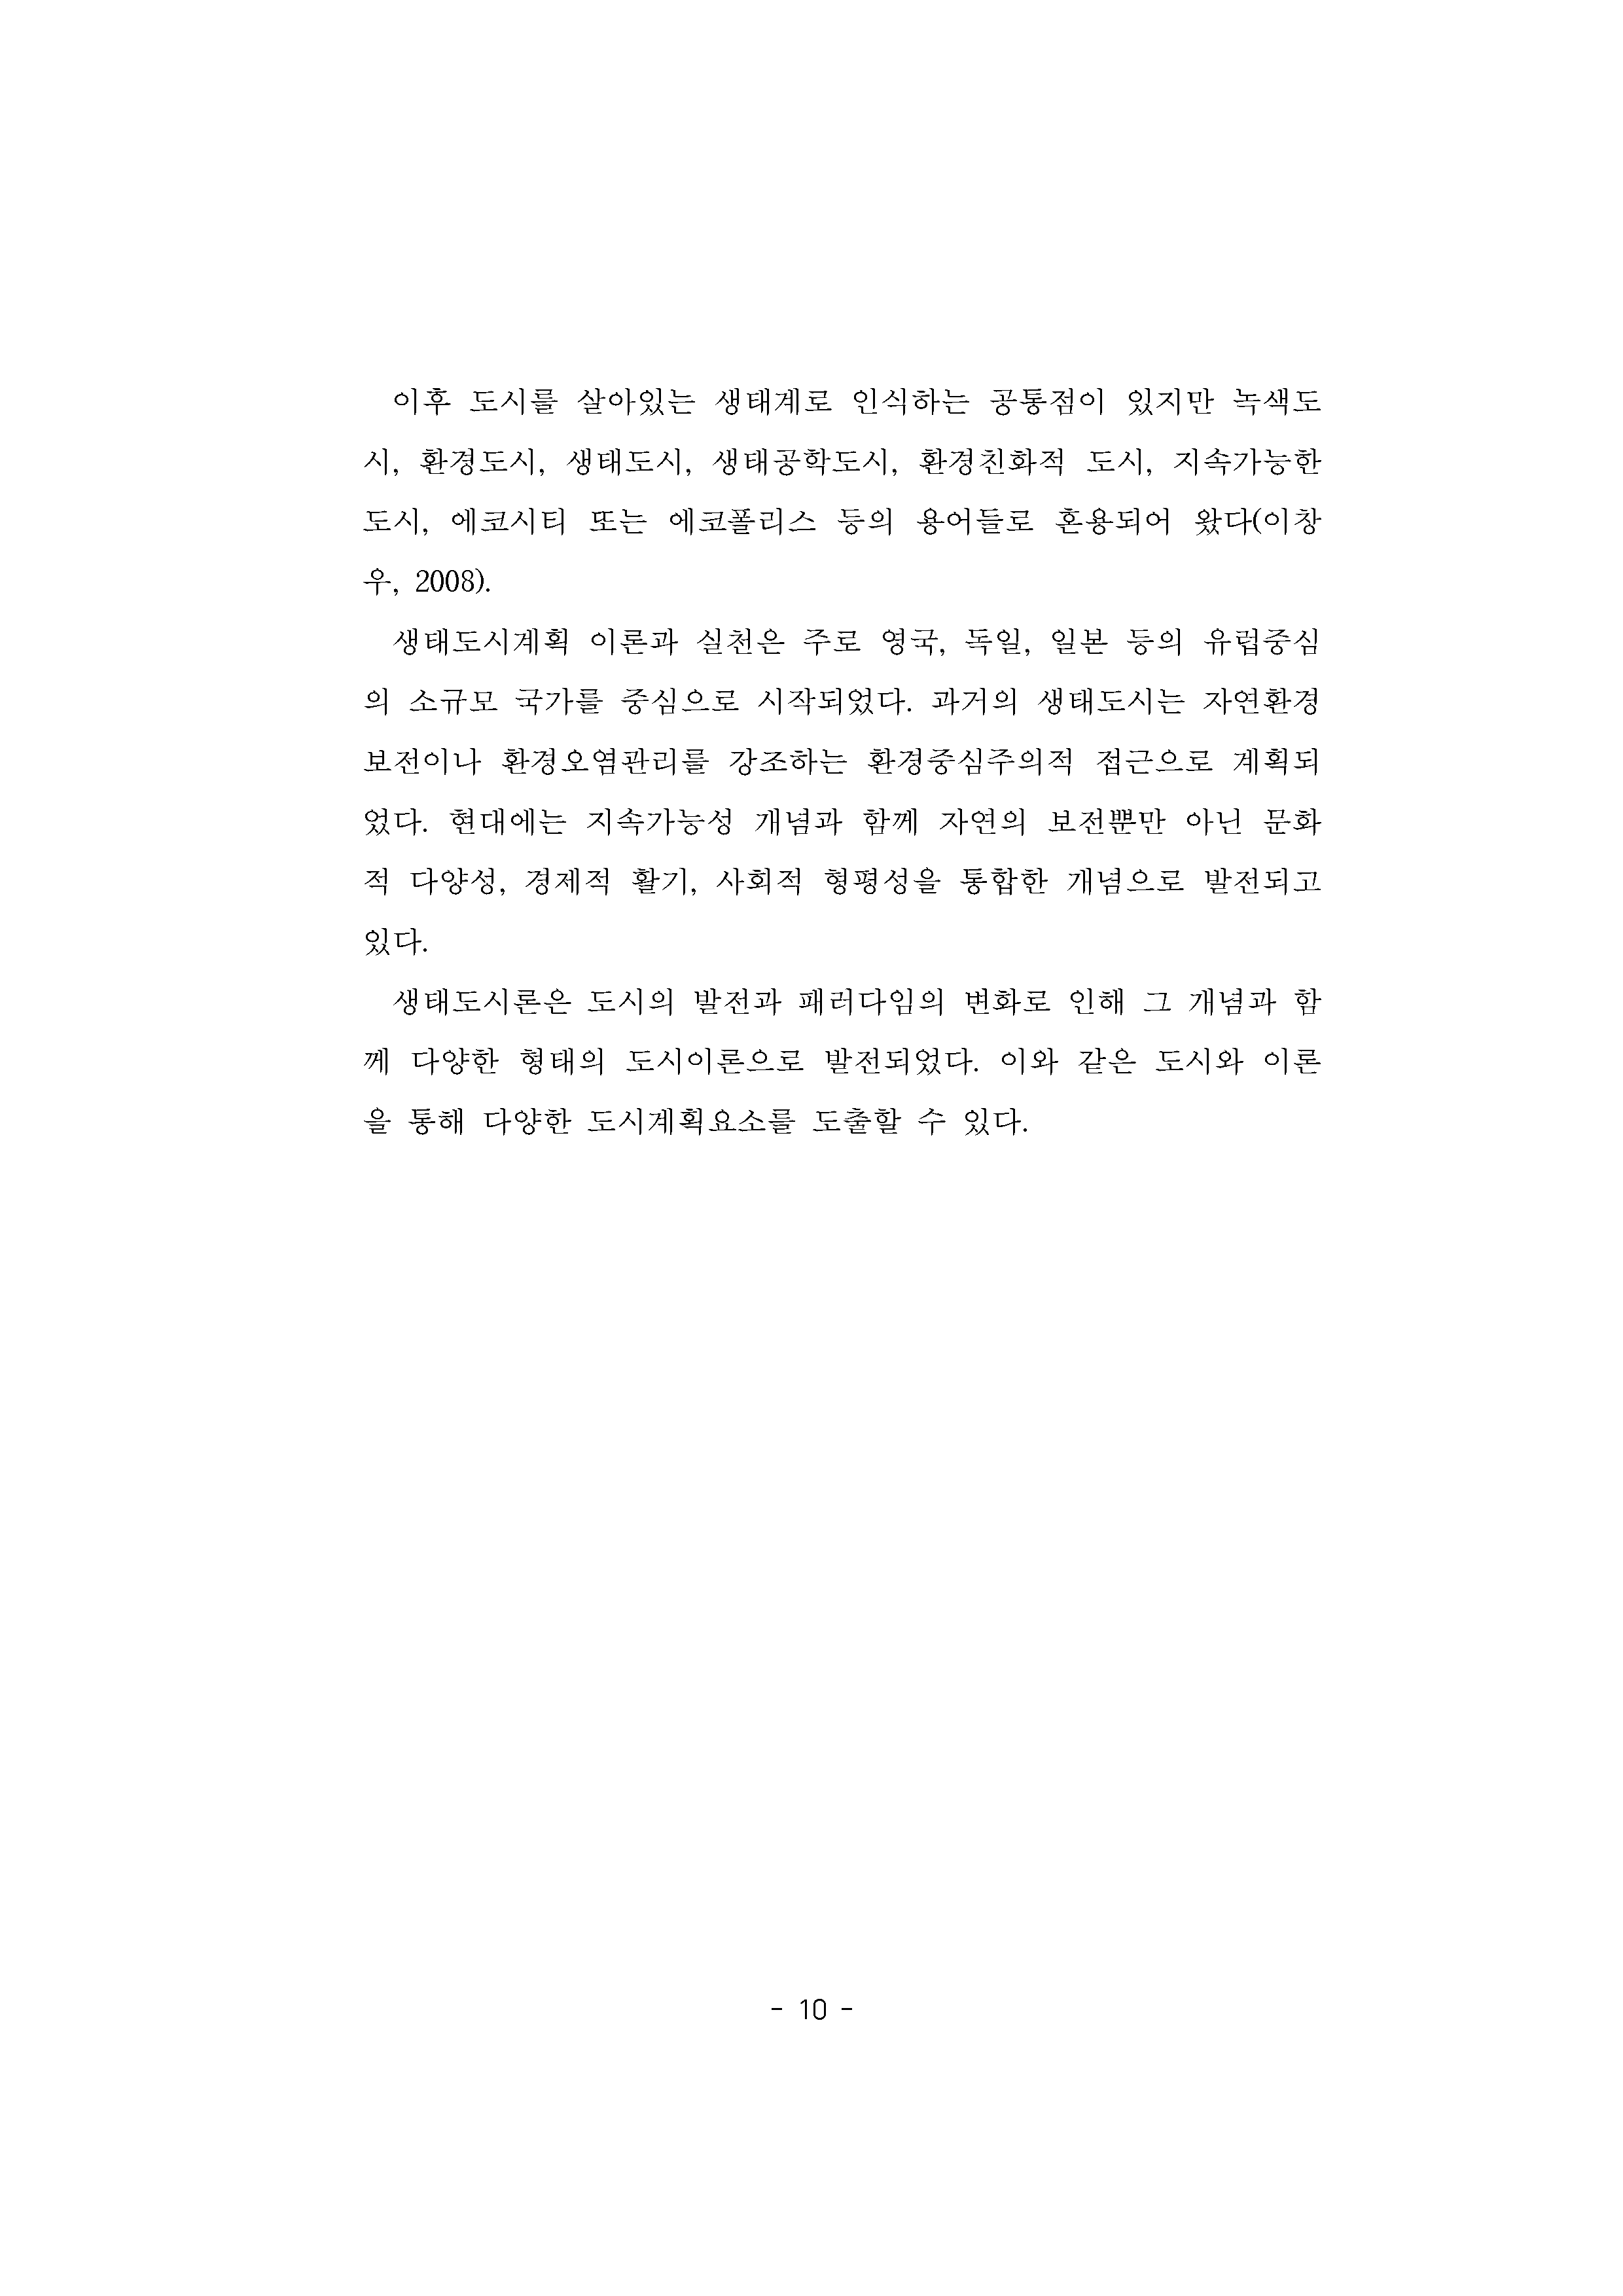 이후 도시를 살아있는 생태계로 인식하는 공통점이 있지만 녹색도
시, 환경도시, 생태도시, 생태공학도시, 환경친화적 도시, 지속가능한
도시, 에코시티 또는 에코폴리스 등의 용어들로 혼용되어 왔다(이창
우, 2008).
생태도시계획 이론과 실천은 주로 영국, 독일, 일본 등의 유럽중심
의 소규모 국가를 중심으로 시작되었다. 과거의 생태도시는 자연환경
보전이나 환경오염관리를 강조하는 환경중심주의적 접근으로 계획되
었다. 현대에는 지속가능성 개념과 함께 자연의 보전뿐만 아닌 문화
적 다양성, 경제적 활기, 사회적 형평성을 통합한 개념으로 발전되고
있다.
생태도시론은 도시의 발전과 패러다임의 변화로 인해 그 개념과 함
께 다양한 형태의 도시이론으로 발전되었다. 이와 같은 도시와 이론
을 통해 다양한 도시계획요소를 도출할 수 있다.
- 10 -